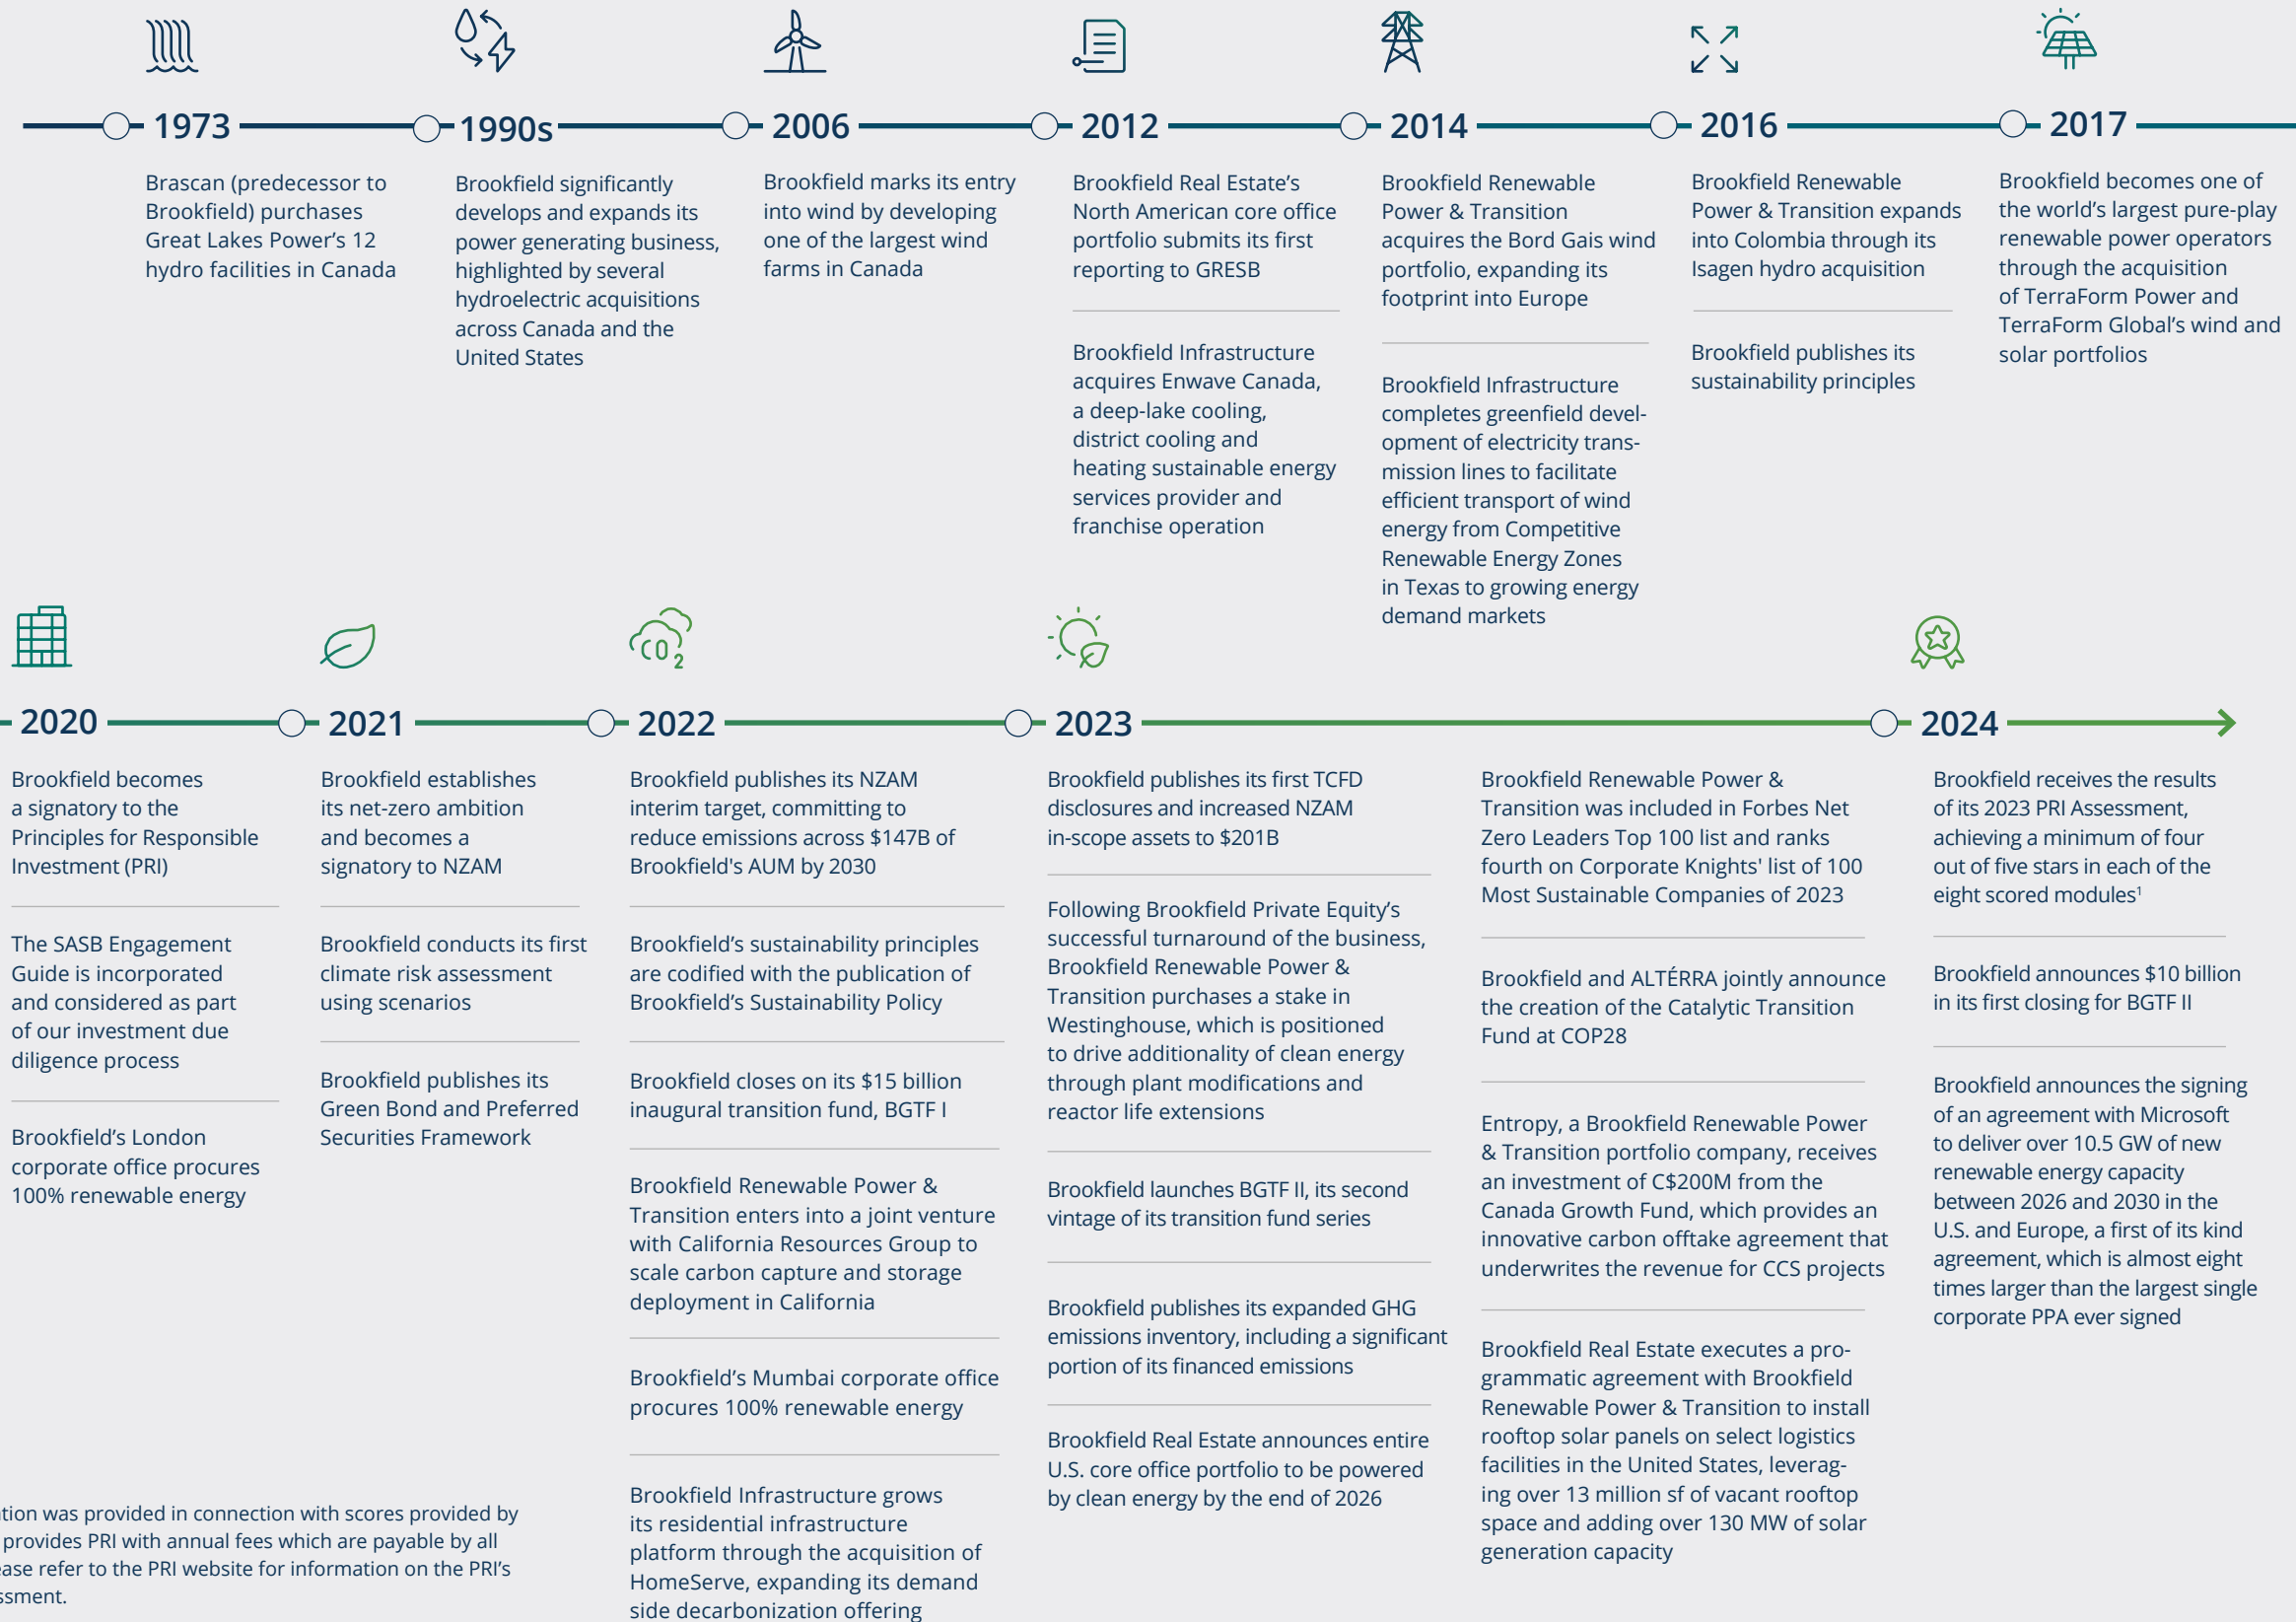 1973
Brascan (predecessor to
Brookfield) purchases
Great Lakes Power’s 12
hydro facilities in Canada
1990s
Brookfield significantly
develops and expands its
power generating business,
highlighted by several
hydroelectric acquisitions
across Canada and the
United States
2006
Brookfield marks its entry
into wind by developing
one of the largest wind
farms in Canada
2012
Brookfield Real Estate’s
North American core office
portfolio submits its first
reporting to GRESB
Brookfield Infrastructure
acquires Enwave Canada,
a deep-lake cooling,
district cooling and
heating sustainable energy
services provider and
franchise operation
2014
Brookfield Renewable
Power & Transition
acquires the Bord Gais wind
portfolio, expanding its
footprint into Europe
Brookfield Infrastructure
completes greenfield devel-
opment of electricity trans-
mission lines to facilitate
efficient transport of wind
energy from Competitive
Renewable Energy Zones
in Texas to growing energy
demand markets
2016
Brookfield Renewable
Power & Transition expands
into Colombia through its
Isagen hydro acquisition
Brookfield publishes its
sustainability principles
2017
Brookfield becomes one of
the world’s largest pure-play
renewable power operators
through the acquisition
of TerraForm Power and
TerraForm Global’s wind and
solar portfolios
2020
Brookfield becomes
a signatory to the
Principles for Responsible
Investment (PRI)
The SASB Engagement
Guide is incorporated
and considered as part
of our investment due
diligence process
Brookfield’s London
corporate office procures
100% renewable energy
2021
Brookfield establishes
its net-zero ambition
and becomes a
signatory to NZAM
Brookfield conducts its first
climate risk assessment
using scenarios
Brookfield publishes its
Green Bond and Preferred
Securities Framework
CO2
2022
Brookfield publishes its NZAM
interim target, committing to
reduce emissions across $147B of
Brookfield's AUM by 2030
Brookfield’s sustainability principles
are codified with the publication of
Brookfield’s Sustainability Policy
Brookfield closes on its $15 billion
inaugural transition fund, BGTF I
Brookfield Renewable Power &
Transition enters into a joint venture
with California Resources Group to
scale carbon capture and storage
deployment in California
Brookfield’s Mumbai corporate office
procures 100% renewable energy
Brookfield Infrastructure grows
its residential infrastructure
platform through the acquisition of
HomeServe, expanding its demand
side decarbonization offering
2023
Brookfield publishes its first TCFD
disclosures and increased NZAM
in-scope assets to $201B
Following Brookfield Private Equity’s
successful turnaround of the business,
Brookfield Renewable Power &
Transition purchases a stake in
Westinghouse, which is positioned
to drive additionality of clean energy
through plant modifications and
reactor life extensions
Brookfield launches BGTF II, its second
vintage of its transition fund series
Brookfield publishes its expanded GHG
emissions inventory, including a significant
portion of its financed emissions
Brookfield Real Estate announces entire
U.S. core office portfolio to be powered
by clean energy by the end of 2026
Brookfield Renewable Power &
Transition was included in Forbes Net
Zero Leaders Top 100 list and ranks
fourth on Corporate Knights' list of 100
Most Sustainable Companies of 2023
Brookfield and ALTÉRRA jointly announce
the creation of the Catalytic Transition
Fund at COP28
Entropy, a Brookfield Renewable Power
& Transition portfolio company, receives
an investment of C$200M from the
Canada Growth Fund, which provides an
innovative carbon offtake agreement that
underwrites the revenue for CCS projects
Brookfield Real Estate executes a pro-
grammatic agreement with Brookfield
Renewable Power & Transition to install
rooftop solar panels on select logistics
facilities in the United States, leverag-
ing over 13 million sf of vacant rooftop
space and adding over 130 MW of solar
generation capacity
2024
Brookfield receives the results
of its 2023 PRI Assessment,
achieving a minimum of four
out of five stars in each of the
eight scored modules¹
Brookfield announces $10 billion
in its first closing for BGTF II
Brookfield announces the signing
of an agreement with Microsoft
to deliver over 10.5 GW of new
renewable energy capacity
between 2026 and 2030 in the
U.S. and Europe, a first of its kind
agreement, which is almost eight
times larger than the largest single
corporate PPA ever signed
was provided in connection with scores provided by
provides PRI with annual fees which are payable by all
refer to the PRI website for information on the PRI’s